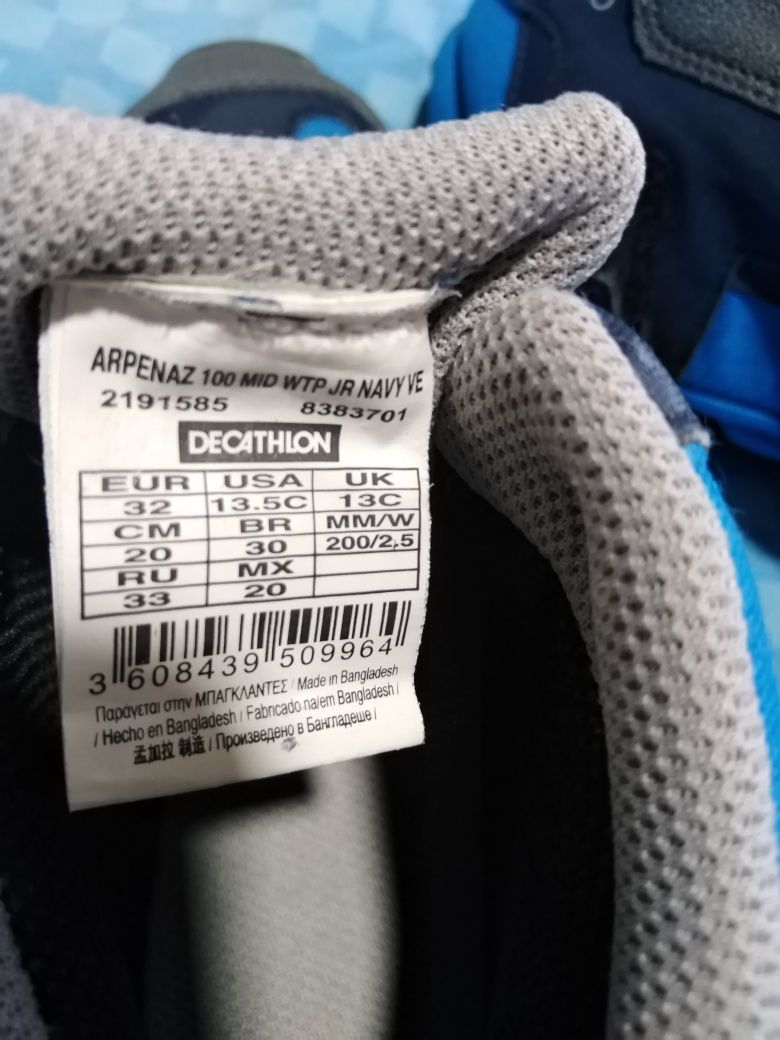 ARPENAZ 100 MID WTP JR NAVY VE
2191585 8383701
DECATHLON
EUR USA UK
32 13.5C 13C
CM BR MM/W
20 30 200/2.5
RU MX
33 20
3 608439 509964
Παράγεται στην ΜΠΑΓΚΛΑΝΤΕΣ / Made in Bangladesh
/ Hecho en Bangladesh / Fabricado na/em Bangladesh /
孟加拉 制造 / Произведено в Бангладеше /